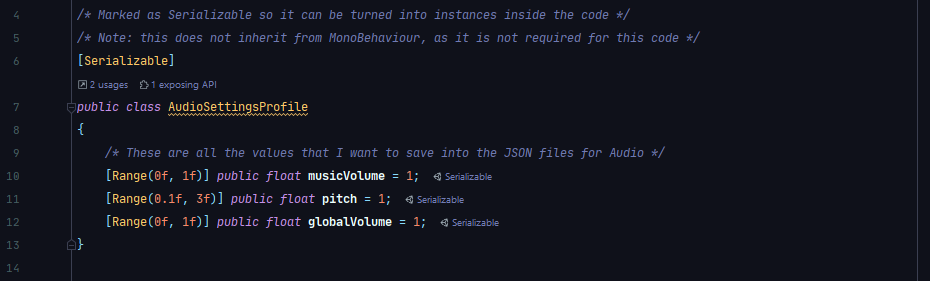 4 /* Marked as Serializable so it can be turned into instances inside the code */
5 /* Note: this does not inherit from MonoBehaviour, as it is not required for this code */
6 [Serializable]
2 usages 1 exposing API
7 public class AudioSettingsProfile
8 {
9 /* These are all the values that I want to save into the JSON files for Audio */
10 [Range(0f, 1f)] public float musicVolume = 1; Serializable
11 [Range(0.1f, 3f)] public float pitch = 1; Serializable
12 [Range(0f, 1f)] public float globalVolume = 1; Serializable
13 }
14